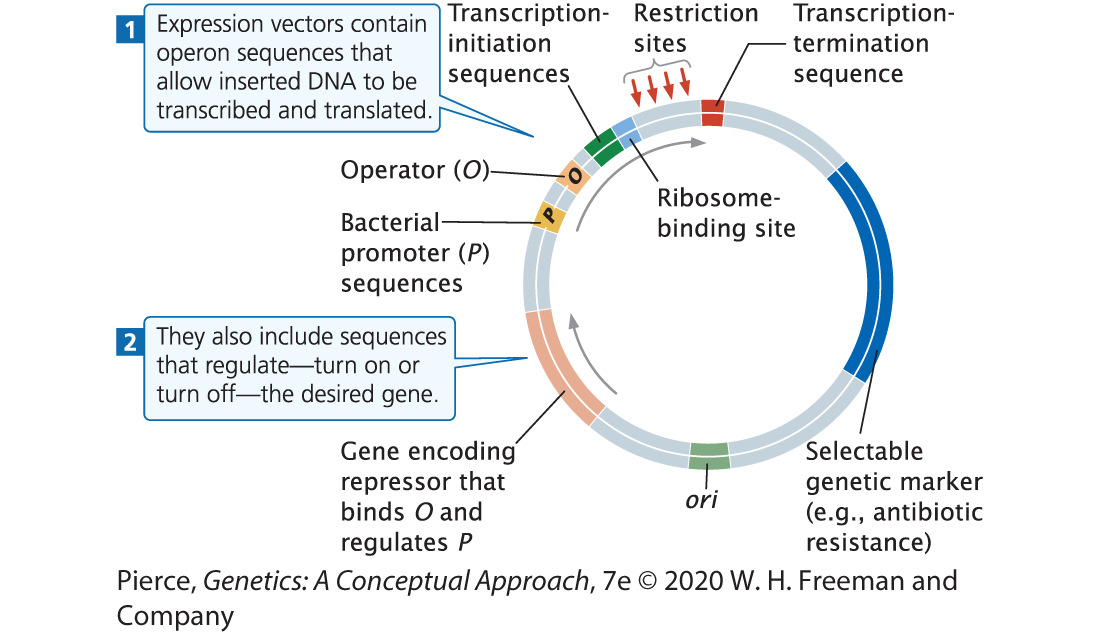 1
Expression vectors contain
operon sequences that
allow inserted DNA to be
transcribed and translated.
Transcription-
initiation
sequences
Restriction
sites
Transcription-
termination
sequence
Operator (O)
O
Ribosome-
binding site
Bacterial
promoter (P)
sequences
P
2
They also include sequences
that regulate—turn on or
turn off—the desired gene.
Gene encoding
repressor that
binds O and
regulates P
ori
Selectable
genetic marker
(e.g., antibiotic
resistance)
Pierce, Genetics: A Conceptual Approach, 7e © 2020 W. H. Freeman and
Company